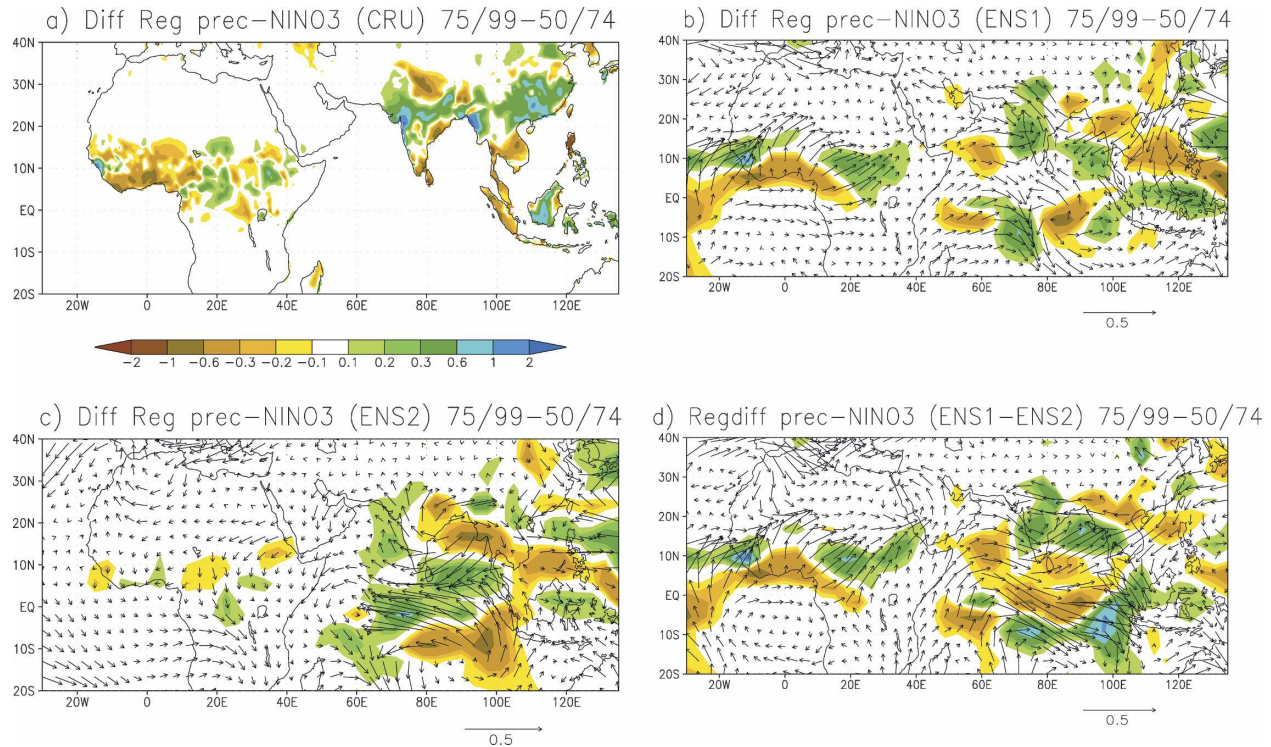 a) Diff Reg prec-NINO3 (CRU) 75/99-50/74
40N
30N
20N
10N
EQ
10S
20S
20W 0 20E 40E 60E 80E 100E 120E
-2 -1 -0.6 -0.3 -0.2 -0.1 0.1 0.2 0.3 0.6 1 2
b) Diff Reg prec-NINO3 (ENS1) 75/99-50/74
40N
30N
20N
10N
EQ
10S
20S
20W 0 20E 40E 60E 80E 100E 120E
0.5
c) Diff Reg prec-NINO3 (ENS2) 75/99-50/74
40N
30N
20N
10N
EQ
10S
20S
20W 0 20E 40E 60E 80E 100E 120E
0.5
d) Regdiff prec-NINO3 (ENS1-ENS2) 75/99-50/74
40N
30N
20N
10N
EQ
10S
20S
20W 0 20E 40E 60E 80E 100E 120E
0.5